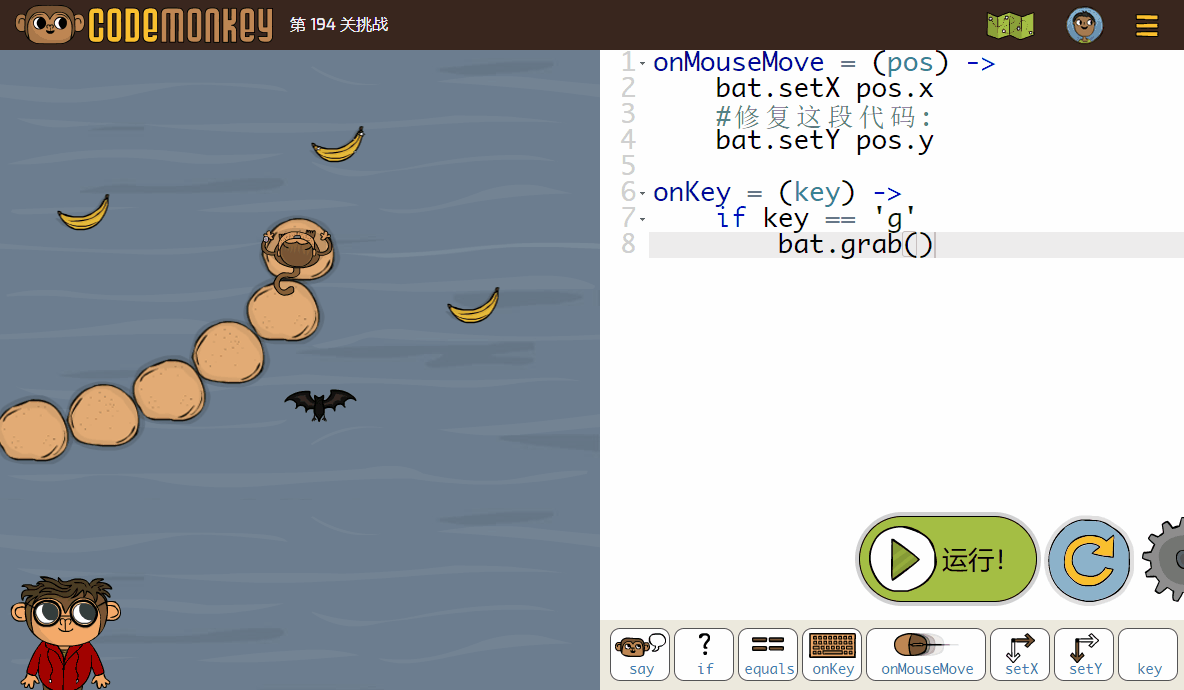 CODEMONKEY 第 194 关挑战
1 onMouseMove = (pos) ->
2 bat.setX pos.x
3 #修复这段代码:
4 bat.setY pos.y
5
6 onKey = (key) ->
7 if key == 'g'
8 bat.grab()
运行!
say ? if equals onKey onMouseMove setX setY key